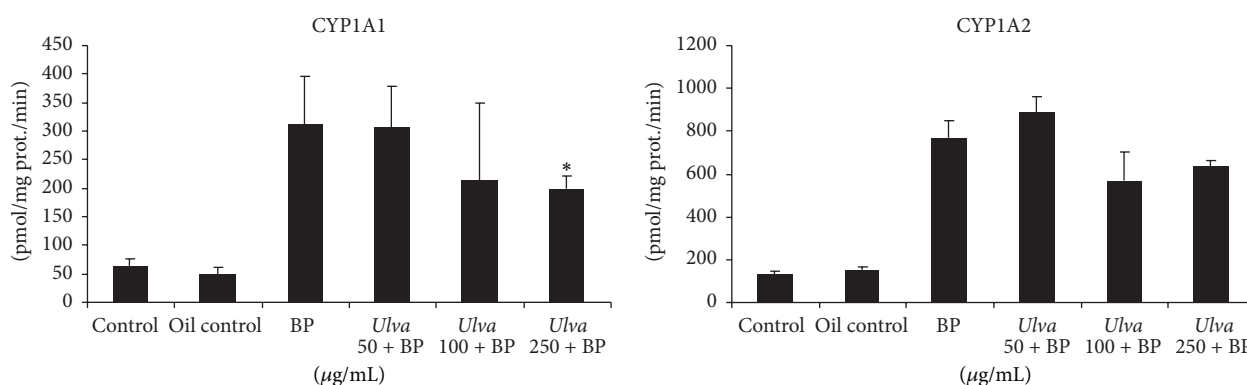 CYP1A1
(pmol/mg prot./min)
450
400
350
300
250
200
150
100
50
0
*
Control Oil control BP Ulva Ulva Ulva
50 + BP 100 + BP 250 + BP
(μg/mL)
CYP1A2
(pmol/mg prot./min)
1200
1000
800
600
400
200
0
Control Oil control BP Ulva Ulva Ulva
50 + BP 100 + BP 250 + BP
(μg/mL)